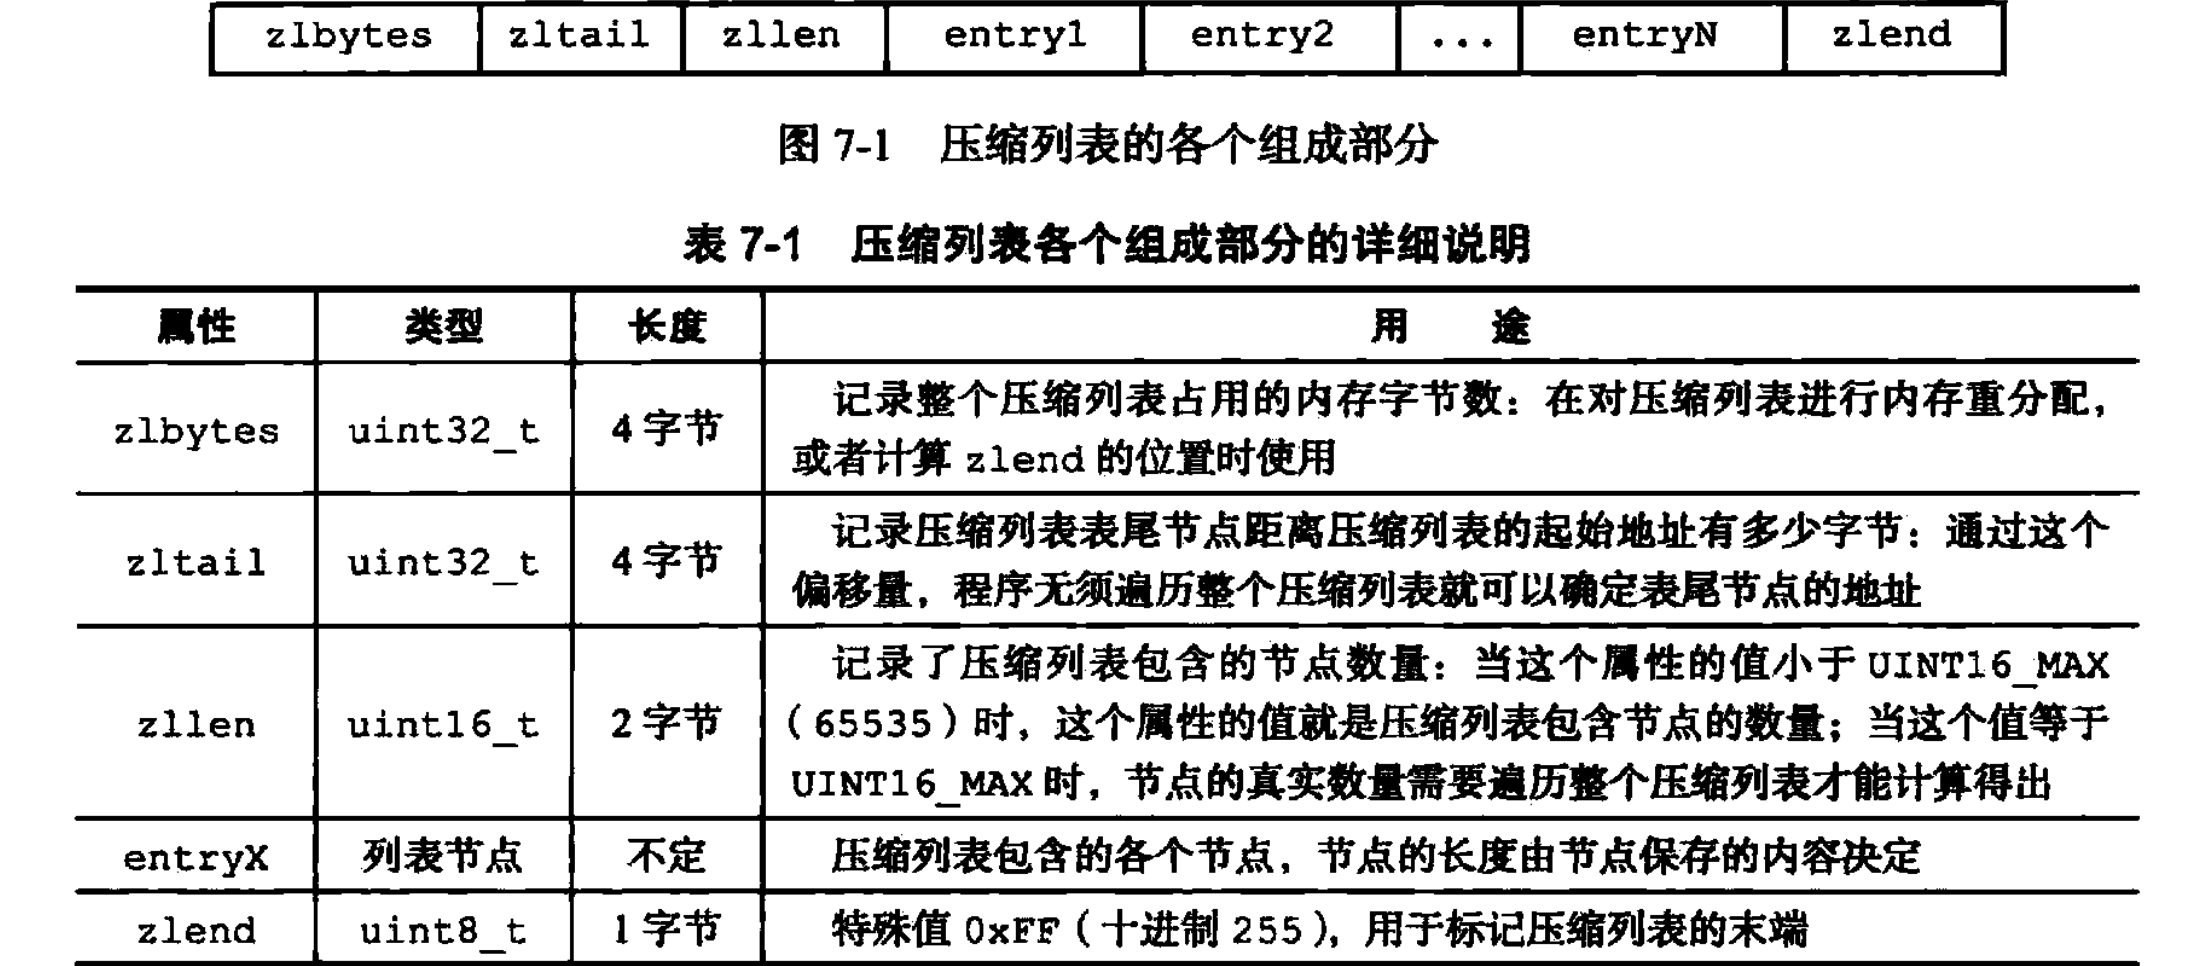 zlbytes zltail zllen entry1 entry2 ... entryN zlend
图 7-1 压缩列表的各个组成部分
表 7-1 压缩列表各个组成部分的详细说明
属性 类型 长度 用 途
zlbytes uint32_t 4 字节 记录整个压缩列表占用的内存字节数：在对压缩列表进行内存重分配，
或者计算 zlend 的位置时使用
zltail uint32_t 4 字节 记录压缩列表表尾节点距离压缩列表的起始地址有多少字节：通过这个
偏移量，程序无须遍历整个压缩列表就可以确定表尾节点的地址
zllen uint16_t 2 字节 记录了压缩列表包含的节点数量：当这个属性的值小于 UINT16_MAX
（65535）时，这个属性的值就是压缩列表包含节点的数量；当这个值等于
UINT16_MAX 时，节点的真实数量需要遍历整个压缩列表才能计算得出
entryX 列表节点 不定 压缩列表包含的各个节点，节点的长度由节点保存的内容决定
zlend uint8_t 1 字节 特殊值 0xFF（十进制 255），用于标记压缩列表的末端